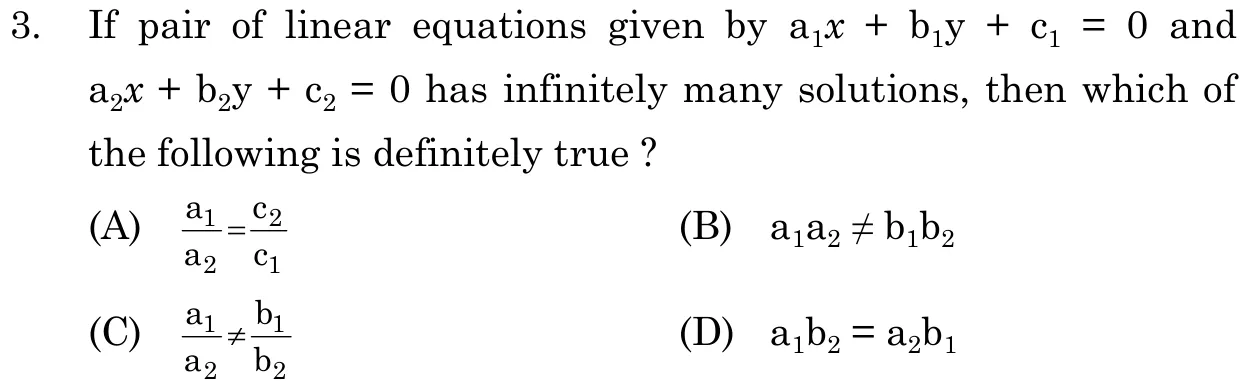 3. If pair of linear equations given by a₁x + b₁y + c₁ = 0 and
a₂x + b₂y + c₂ = 0 has infinitely many solutions, then which of
the following is definitely true ?
(A) a₁/a₂ = c₂/c₁ (B) a₁a₂ ≠ b₁b₂
(C) a₁/a₂ ≠ b₁/b₂ (D) a₁b₂ = a₂b₁